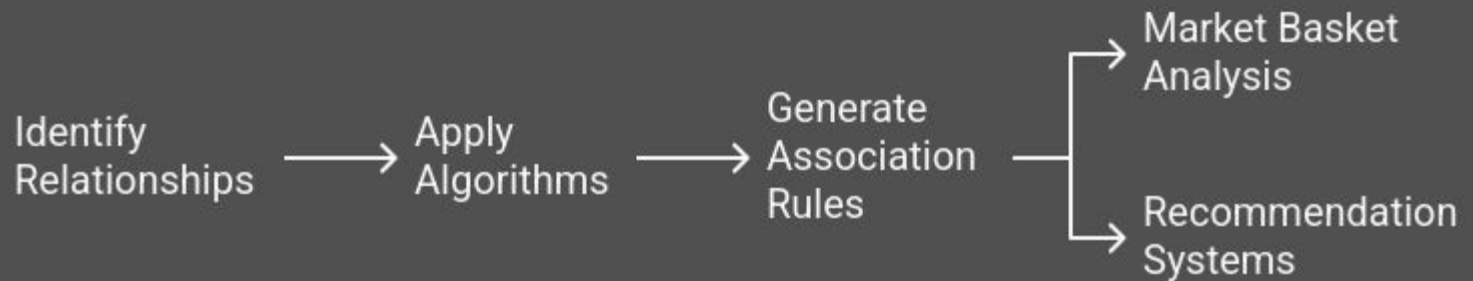 Identify
Relationships
Apply
Algorithms
Generate
Association
Rules
Market Basket
Analysis
Recommendation
Systems